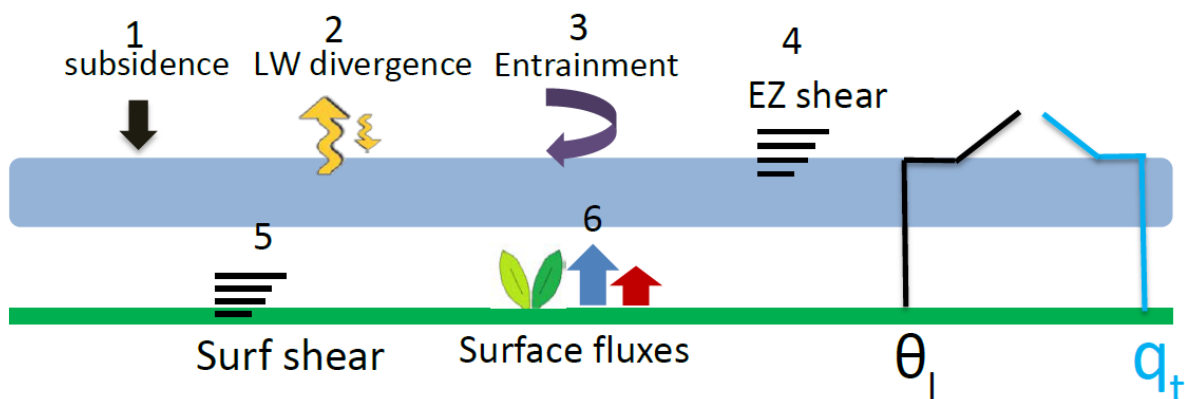 1
subsidence
2
LW divergence
3
Entrainment
4
EZ shear
5
Surf shear
6
Surface fluxes
θl
qt